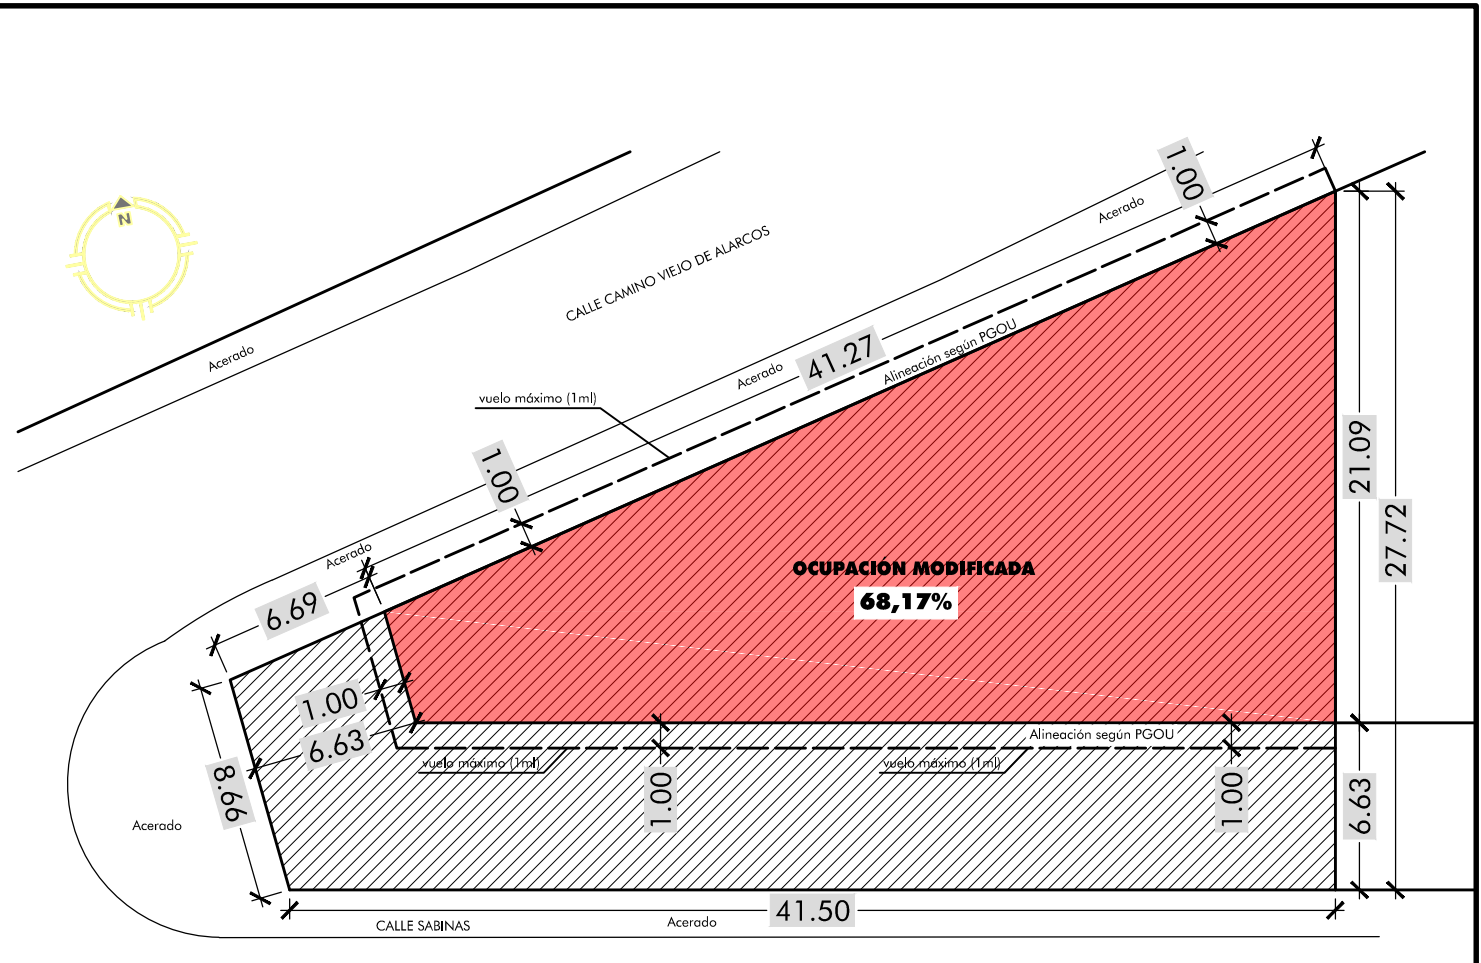 1.00
Acerado
N
CALLE CAMINO VIEJO DE ALARCOS
Acerado
41.27
Alineación según PGOU
Acerado
vuelo máximo (1ml)
1.00
21.09
27.72
Acerado
OCUPACIÓN MODIFICADA
68,17%
6.69
1.00
6.63
Alineación según PGOU
vuelo máximo (1ml)
vuelo máximo (1ml)
8.66
1.00
1.00
6.63
Acerado
41.50
CALLE SABINAS
Acerado